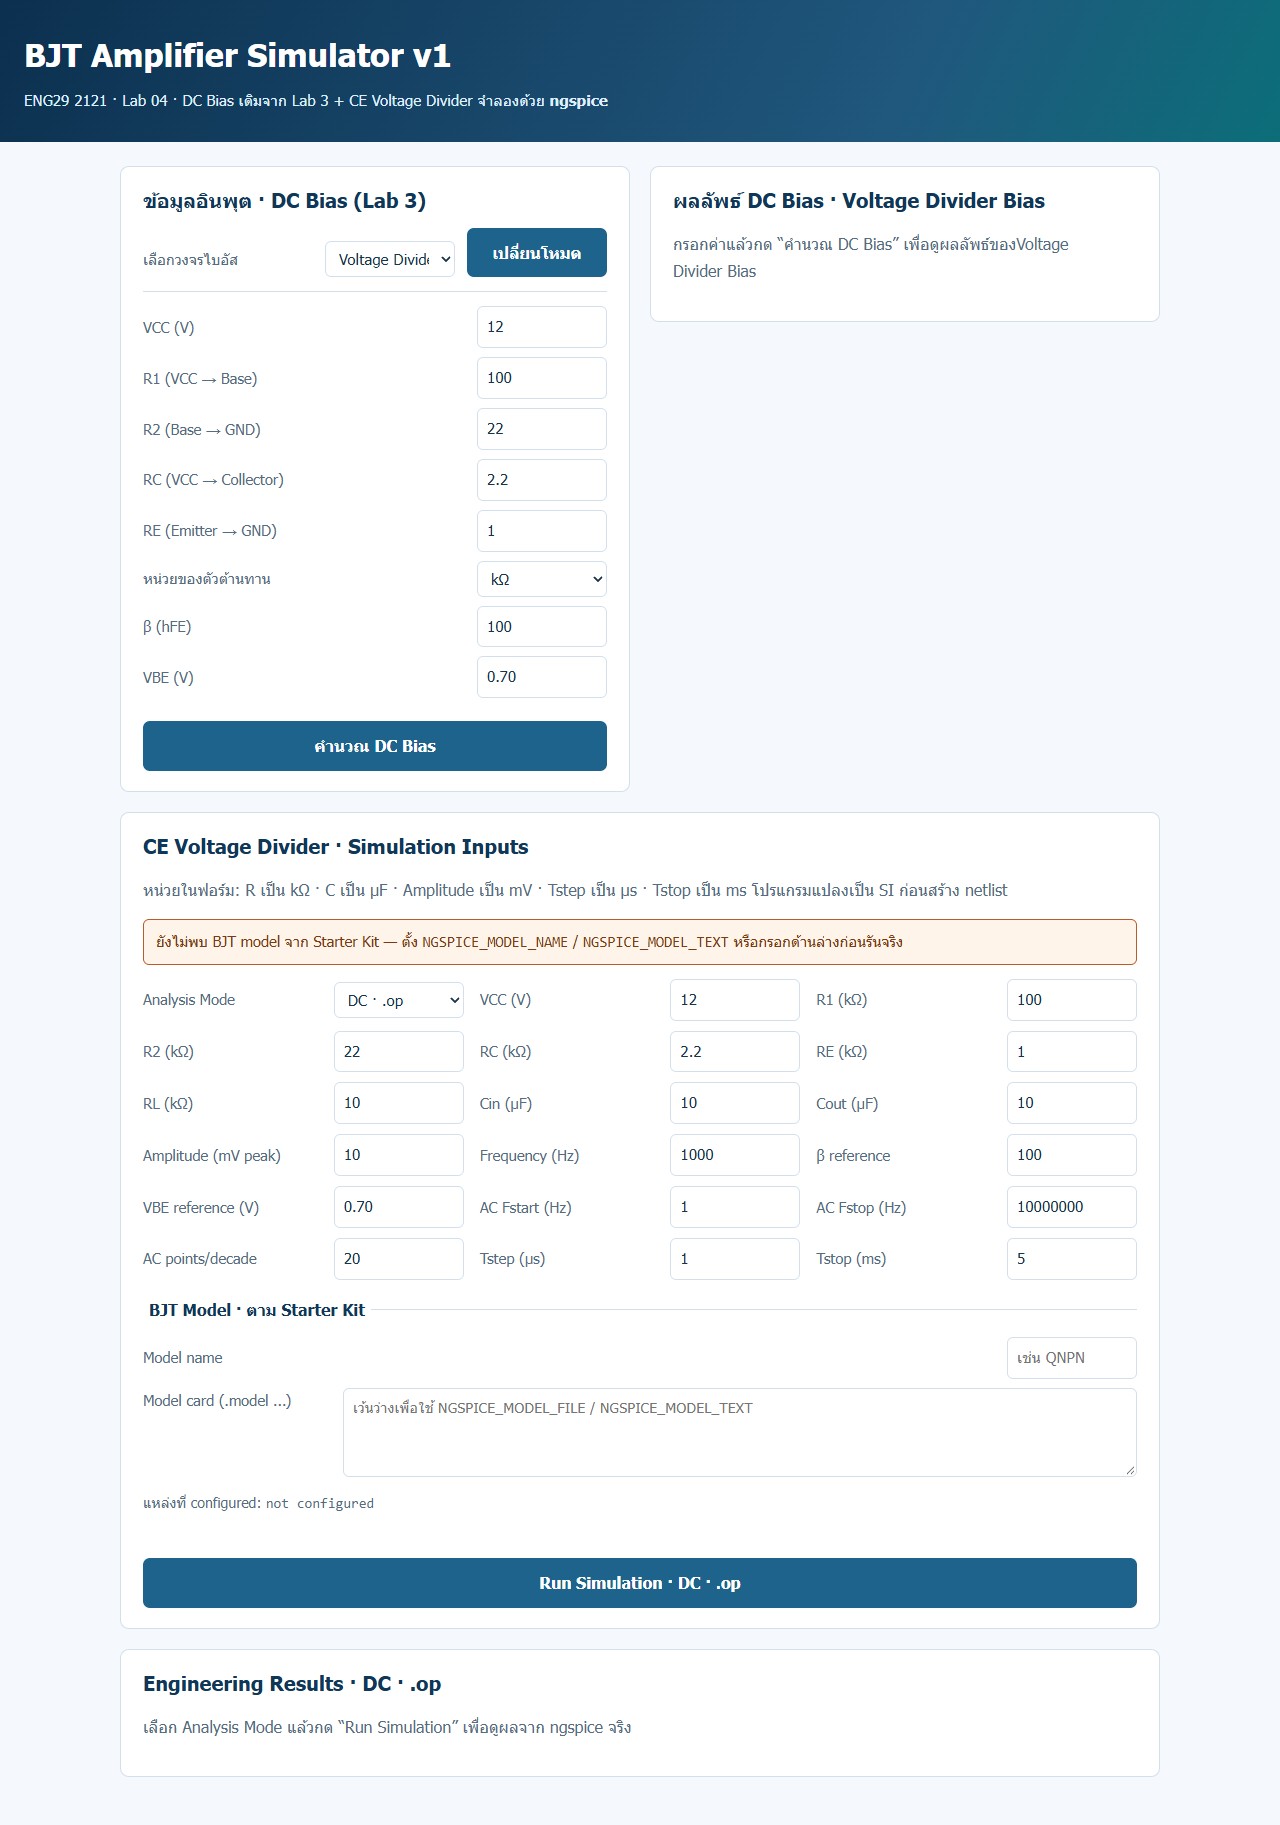 BJT Amplifier Simulator v1
ENG29 2121 · Lab 04 · DC Bias เดิมจาก Lab 3 + CE Voltage Divider จำลองด้วย ngspice
ข้อมูลอินพุต · DC Bias (Lab 3)
เลือกวงจรไบอัส
Voltage Divide
เปลี่ยนโหมด
VCC (V)
12
R1 (VCC → Base)
100
R2 (Base → GND)
22
RC (VCC → Collector)
2.2
RE (Emitter → GND)
1
หน่วยของตัวต้านทาน
kΩ
β (hFE)
100
VBE (V)
0.70
คำนวณ DC Bias
ผลลัพธ์ DC Bias · Voltage Divider Bias
กรอกค่าแล้วกด “คำนวณ DC Bias” เพื่อดูผลลัพธ์ของVoltage
Divider Bias
CE Voltage Divider · Simulation Inputs
หน่วยในฟอร์ม: R เป็น kΩ · C เป็น µF · Amplitude เป็น mV · Tstep เป็น µs · Tstop เป็น ms โปรแกรมแปลงเป็น SI ก่อนสร้าง netlist
ยังไม่พบ BJT model จาก Starter Kit — ตั้ง NGSPICE_MODEL_NAME / NGSPICE_MODEL_TEXT หรือกรอกด้านล่างก่อนรันจริง
Analysis Mode DC · .op VCC (V) 12 R1 (kΩ) 100
R2 (kΩ) 22 RC (kΩ) 2.2 RE (kΩ) 1
RL (kΩ) 10 Cin (µF) 10 Cout (µF) 10
Amplitude (mV peak) 10 Frequency (Hz) 1000 β reference 100
VBE reference (V) 0.70 AC Fstart (Hz) 1 AC Fstop (Hz) 10000000
AC points/decade 20 Tstep (µs) 1 Tstop (ms) 5
BJT Model · ตาม Starter Kit
Model name
เช่น QNPN
Model card (.model ...)
เว้นว่างเพื่อใช้ NGSPICE_MODEL_FILE / NGSPICE_MODEL_TEXT
แหล่งที่ configured: not configured
Run Simulation · DC · .op
Engineering Results · DC · .op
เลือก Analysis Mode แล้วกด “Run Simulation” เพื่อดูผลจาก ngspice จริง